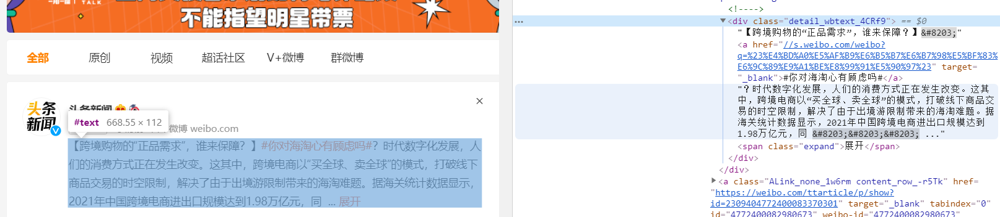 TALK
不能指望明星带票
全部 原创 视频 超话社区 V+微博 群微博
头条
新闻
头条新闻
#text 668.55 × 112
微博 weibo.com
【跨境购物的“正品需求”，谁来保障？】#你对海淘心有顾虑吗#？时代数字化发展，人
们的消费方式正在发生改变。这其中，跨境电商以“买全球、卖全球”的模式，打破线下
商品交易的时空限制，解决了由于出境游限制带来的海淘难题。据海关统计数据显示，
2021年中国跨境电商进出口规模达到1.98万亿元，同 ... 展开
<!---->
<div class="detail_wbtext_4CRf9"> == $0
"【跨境购物的“正品需求”，谁来保障？】&#8203;"
<a href="//s.weibo.com/weibo?
q=%23%E4%BD%A0%E5%AF%B9%E6%B5%B7%E6%B7%98%E5%BF%83%
E6%9C%89%E9%A1%BE%E8%99%91%E5%90%97%23" target=
"_blank">#你对海淘心有顾虑吗#</a>
"？时代数字化发展，人们的消费方式正在发生改变。这其
中，跨境电商以“买全球、卖全球”的模式，打破线下商品交
易的时空限制，解决了由于出境游限制带来的海淘难题。据
海关统计数据显示，2021年中国跨境电商进出口规模达到
1.98万亿元，同 &#8203;&#8203;&#8203; ..."
<span class="expand">展开</span>
</div>
</div>
<a class="ALink_none_1w6rm content_row_-r5Tk" href=
"https://weibo.com/ttarticle/p/show?
id=2309404772400083370301" target="_blank" tabindex="0"
id="4772400082980673" weibo-id="4772400082980673"